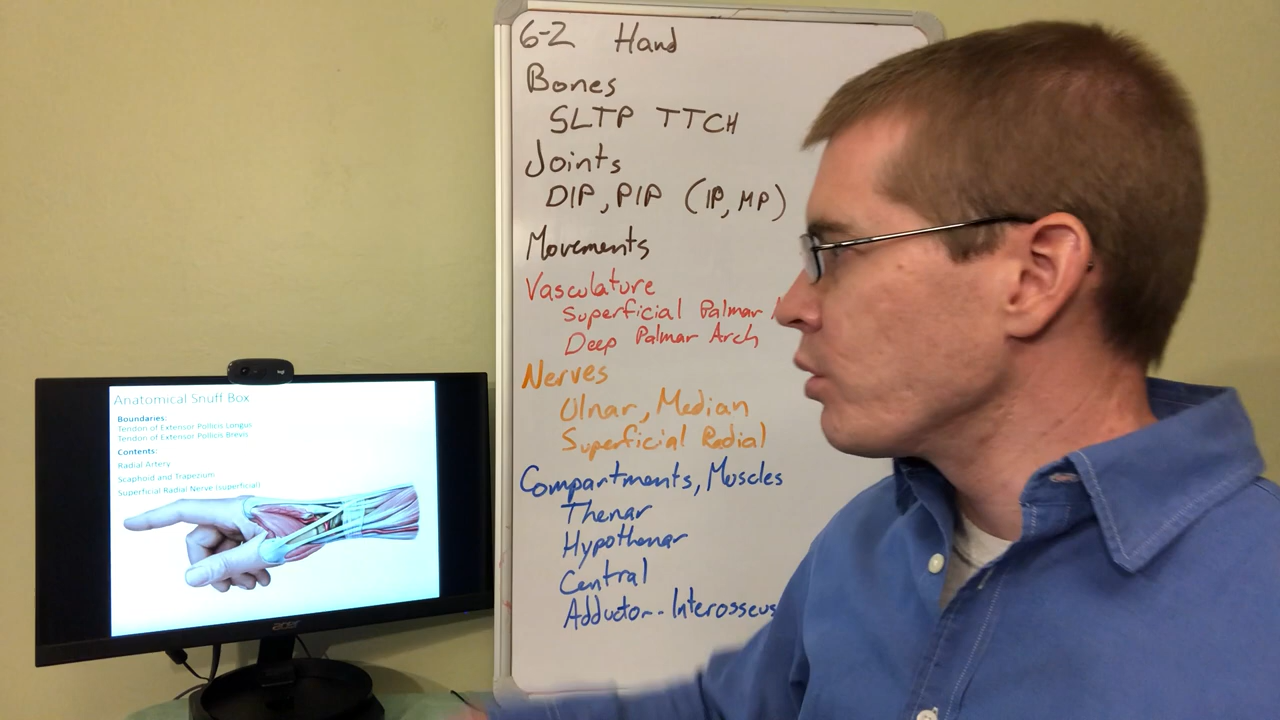 6-2 Hand
Bones
SLTP TTCH
Joints
DIP, PIP (IP, MP)
Movements
Vasculature
Superficial Palmar
Deep Palmar Arch
Nerves
Ulnar, Median
Superficial Radial
Compartments, Muscles
Thenar
Hypothenar
Central
Adductor-Interosseus
Anatomical Snuff Box
Boundaries:
Tendon of Extensor Pollicis Longus
Tendon of Extensor Pollicis Brevis
Contents:
Radial Artery
Scaphoid and Trapezium
Superficial Radial Nerve (superficial)
acer